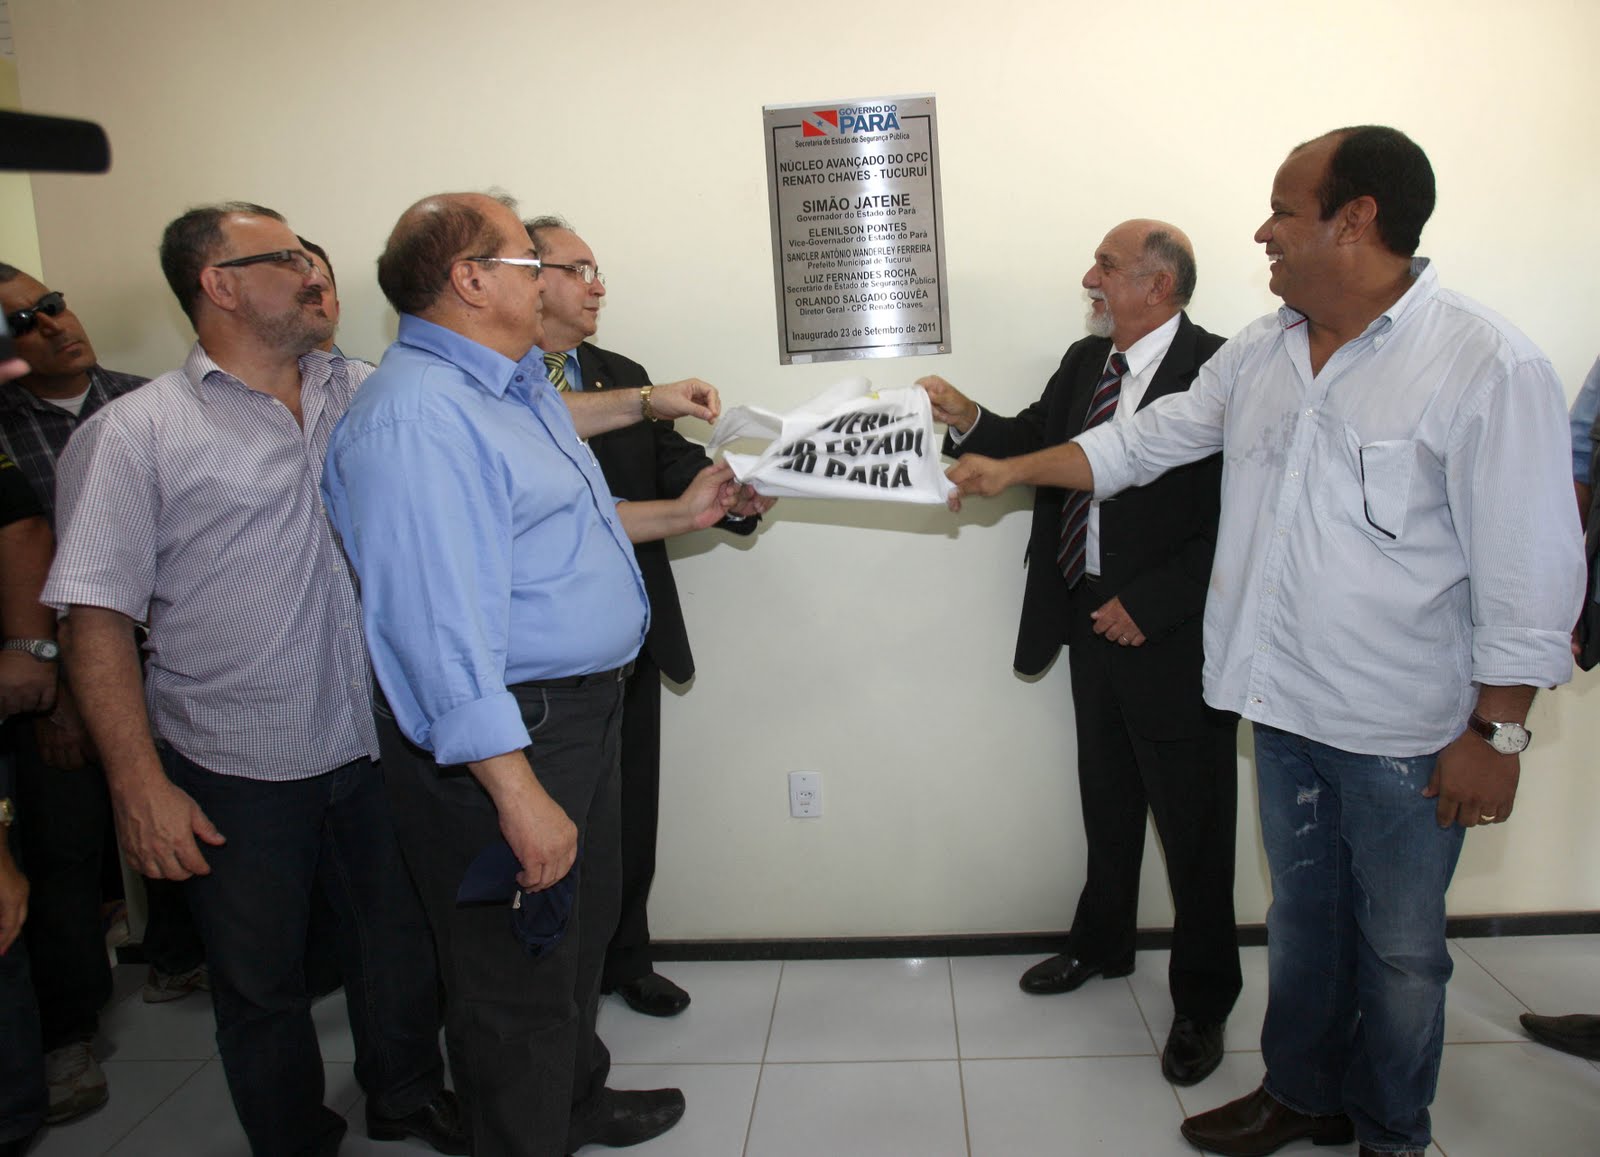 GOVERNO DO
PARÁ
Secretaria de Estado de Segurança Pública
NÚCLEO AVANÇADO DO CPC
RENATO CHAVES - TUCURUÍ
SIMÃO JATENE
Governador do Estado do Pará
ELENILSON PONTES
Vice-Governador do Estado do Pará
SANCLER ANTÔNIO WANDERLEY FERREIRA
Prefeito Municipal de Tucuruí
LUIZ FERNANDES ROCHA
Secretário de Estado de Segurança Pública
ORLANDO SALGADO GOUVÊA
Diretor Geral - CPC Renato Chaves
Inaugurado 23 de Setembro de 2011
ESTAD
DO PARÁ